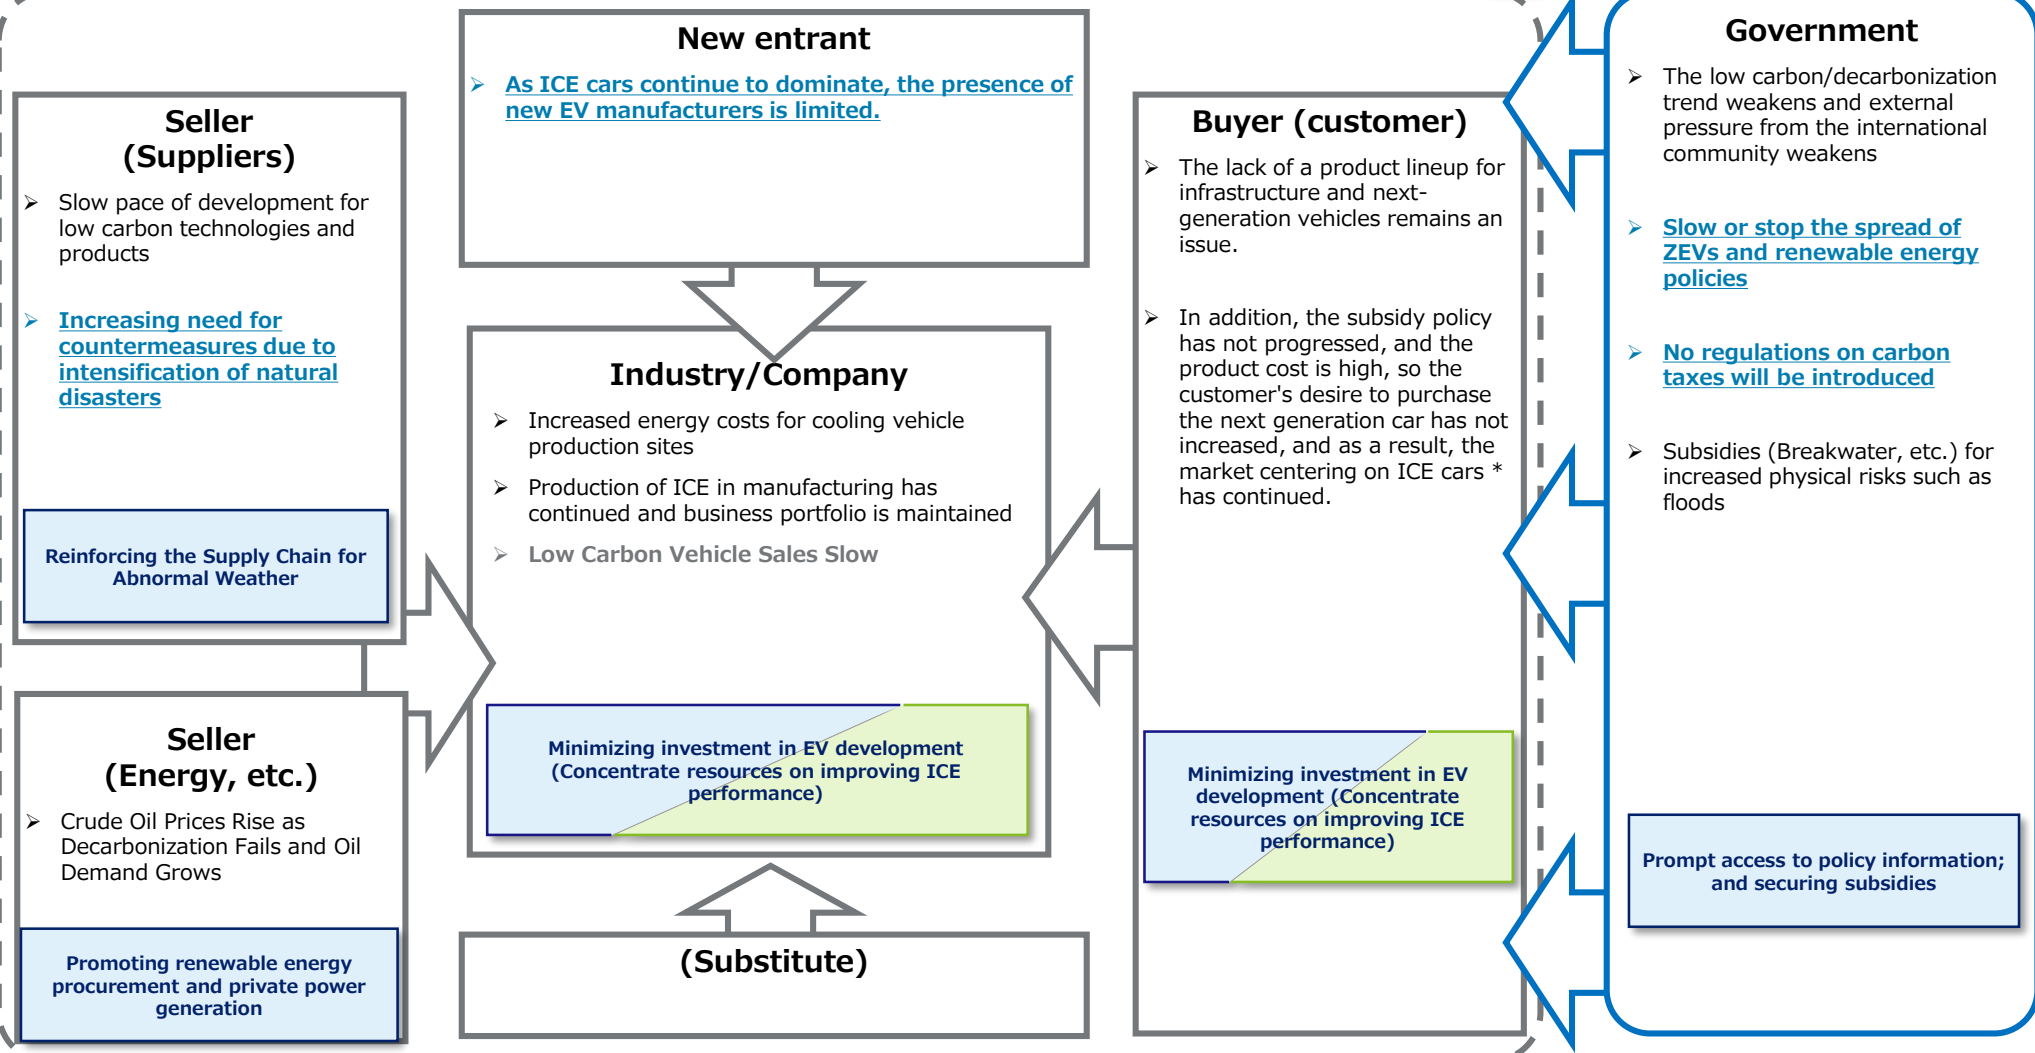 New entrant
➢ As ICE cars continue to dominate, the presence of
new EV manufacturers is limited.
Seller
(Suppliers)
➢ Slow pace of development for
low carbon technologies and
products
➢ Increasing need for
countermeasures due to
intensification of natural
disasters
Reinforcing the Supply Chain for
Abnormal Weather
Seller
(Energy, etc.)
➢ Crude Oil Prices Rise as
Decarbonization Fails and Oil
Demand Grows
Promoting renewable energy
procurement and private power
generation
Industry/Company
➢ Increased energy costs for cooling vehicle
production sites
➢ Production of ICE in manufacturing has
continued and business portfolio is maintained
➢ Low Carbon Vehicle Sales Slow
Minimizing investment in EV development
(Concentrate resources on improving ICE
performance)
(Substitute)
Buyer (customer)
➢ The lack of a product lineup for
infrastructure and next-
generation vehicles remains an
issue.
➢ In addition, the subsidy policy
has not progressed, and the
product cost is high, so the
customer's desire to purchase
the next generation car has not
increased, and as a result, the
market centering on ICE cars *
has continued.
Minimizing investment in EV
development (Concentrate
resources on improving ICE
performance)
Government
➢ The low carbon/decarbonization
trend weakens and external
pressure from the international
community weakens
➢ Slow or stop the spread of
ZEVs and renewable energy
policies
➢ No regulations on carbon
taxes will be introduced
➢ Subsidies (Breakwater, etc.) for
increased physical risks such as
floods
Prompt access to policy information;
and securing subsidies